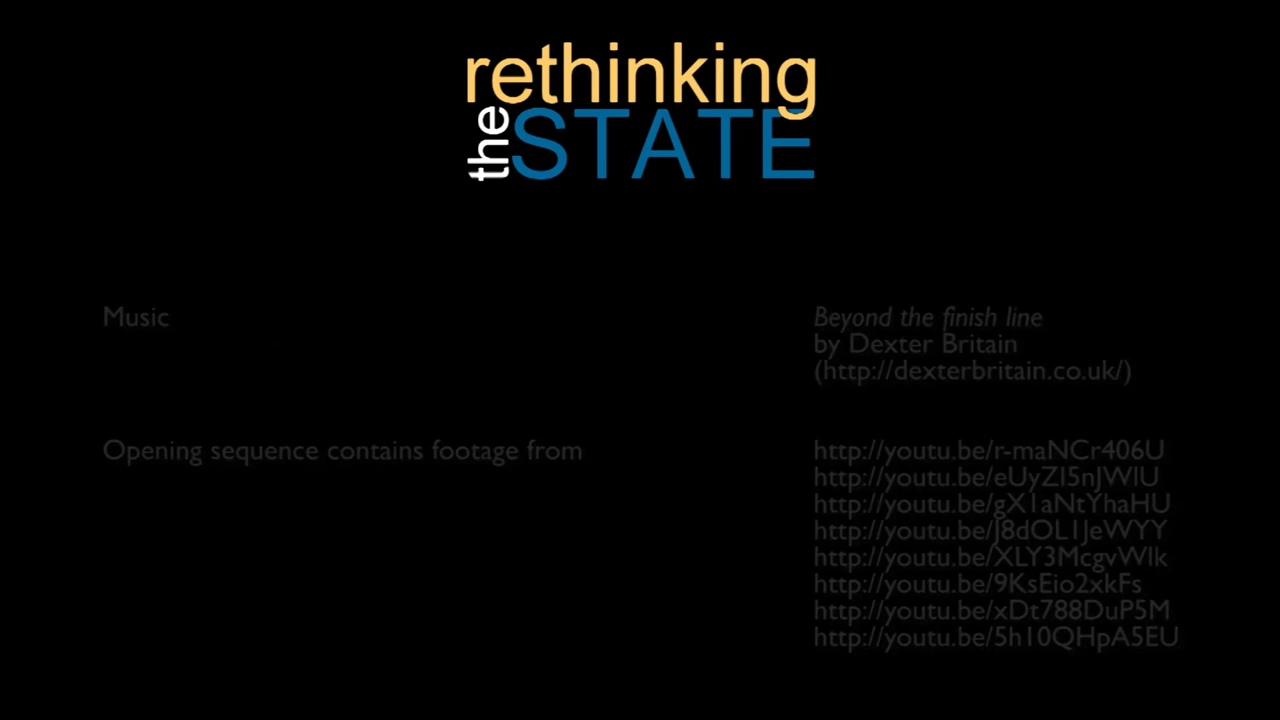 rethinking
the STATE
Music
Beyond the finish line
by Dexter Britain
(http://dexterbritain.co.uk/)
Opening sequence contains footage from
http://youtu.be/r-maNCr406U
http://youtu.be/eUyZI5nJWlU
http://youtu.be/gX1aNtYhaHU
http://youtu.be/J8dOL1JeWYY
http://youtu.be/XLY3McgvWlk
http://youtu.be/9KsEio2xkFs
http://youtu.be/xDt788DuP5M
http://youtu.be/5h10QHpA5EU